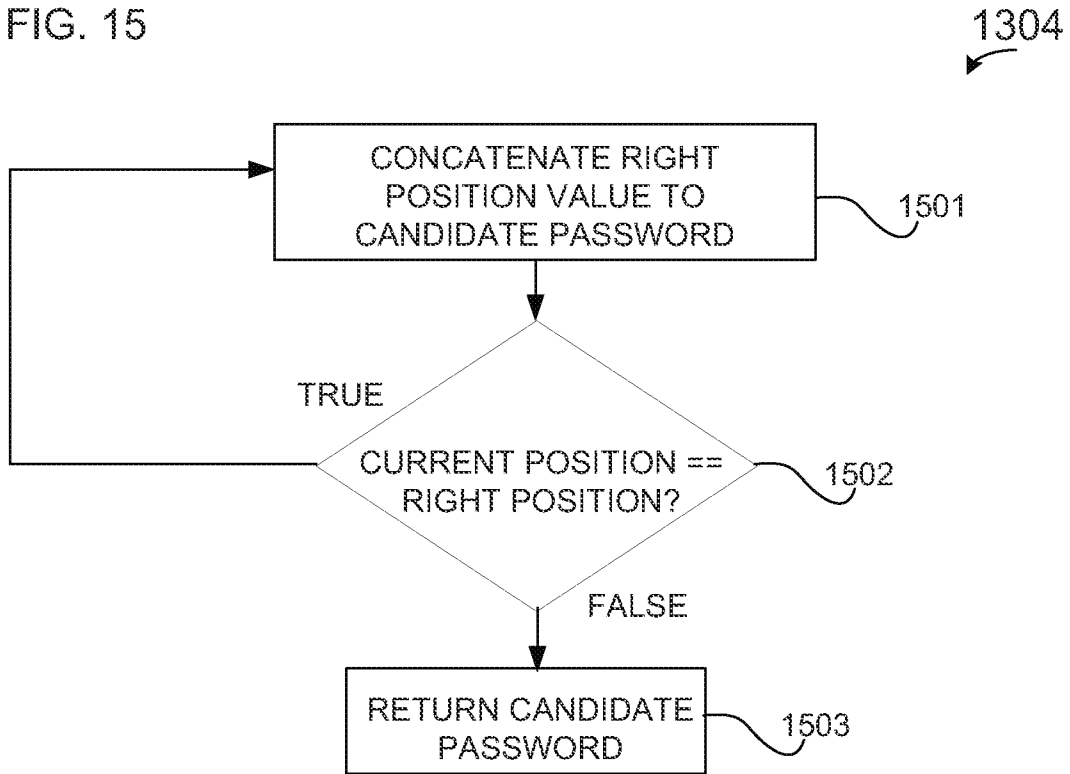 FIG. 15
1304
CONCATENATE RIGHT
POSITION VALUE TO
CANDIDATE PASSWORD
1501
TRUE
CURRENT POSITION ==
RIGHT POSITION?
1502
FALSE
RETURN CANDIDATE
PASSWORD
1503